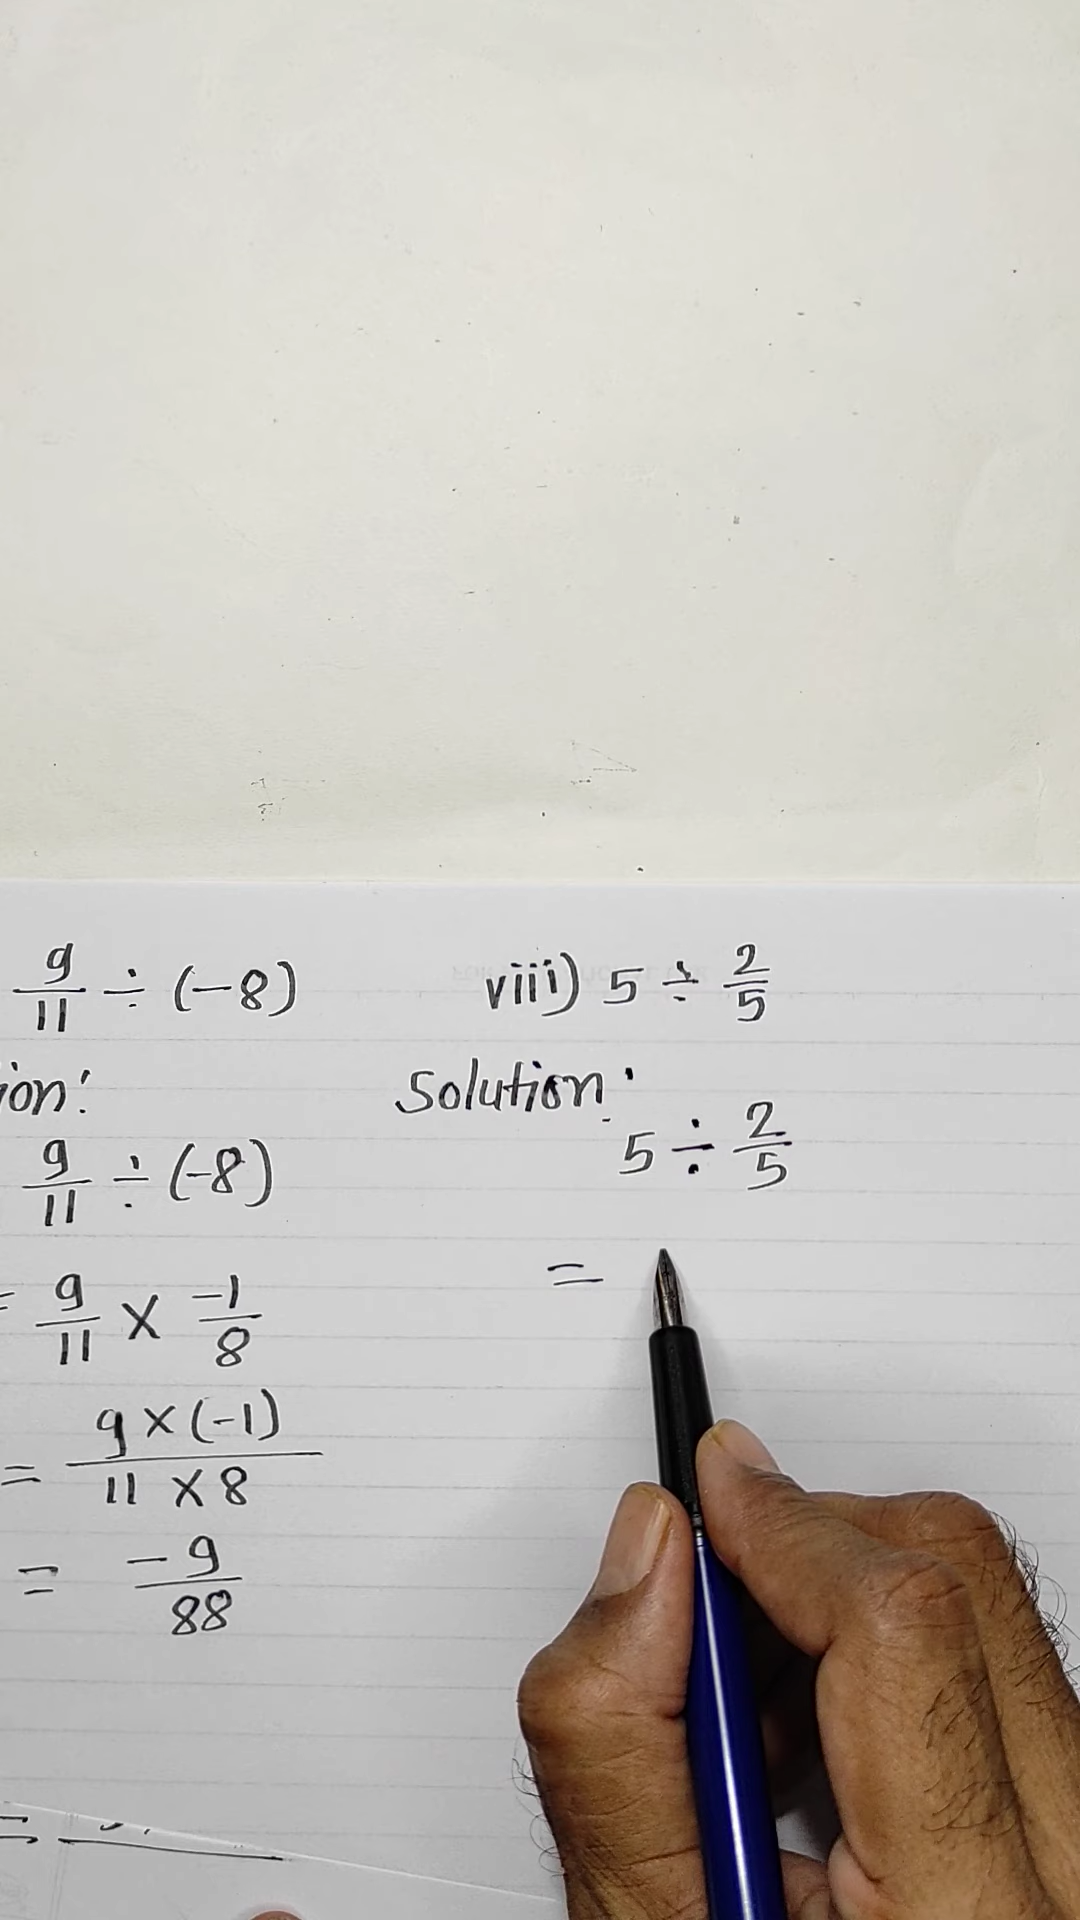 9/11 ÷ (-8)
ion:
9/11 ÷ (-8)
= 9/11 × -1/8
= 9×(-1)/11×8
= -9/88
viii) 5 ÷ 2/5
Solution:
5 ÷ 2/5
=